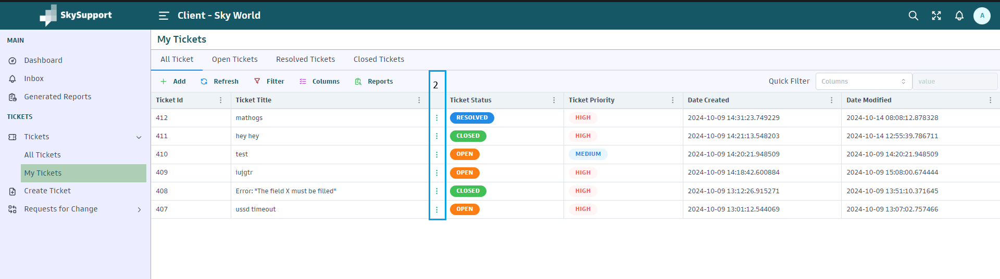 SkySupport
Client - Sky World
A
MAIN
Dashboard
Inbox
Generated Reports
TICKETS
Tickets
All Tickets
My Tickets
Create Ticket
Requests for Change
My Tickets
All Ticket Open Tickets Resolved Tickets Closed Tickets
Add Refresh Filter Columns Reports 2 Quick Filter Columns value
Ticket Id Ticket Title Ticket Status Ticket Priority Date Created Date Modified
412 mathogs RESOLVED HIGH 2024-10-09 14:31:23.749229 2024-10-14 08:08:12.878328
411 hey hey CLOSED HIGH 2024-10-09 14:21:13.548203 2024-10-14 12:55:39.786711
410 test OPEN MEDIUM 2024-10-09 14:20:21.948509 2024-10-09 14:20:21.948509
409 iujgtr OPEN HIGH 2024-10-09 14:18:42.600884 2024-10-09 15:08:00.674444
408 Error: "The field X must be filled" CLOSED HIGH 2024-10-09 13:12:26.915271 2024-10-09 13:51:10.371645
407 ussd timeout OPEN HIGH 2024-10-09 13:01:12.544069 2024-10-09 13:07:02.757466